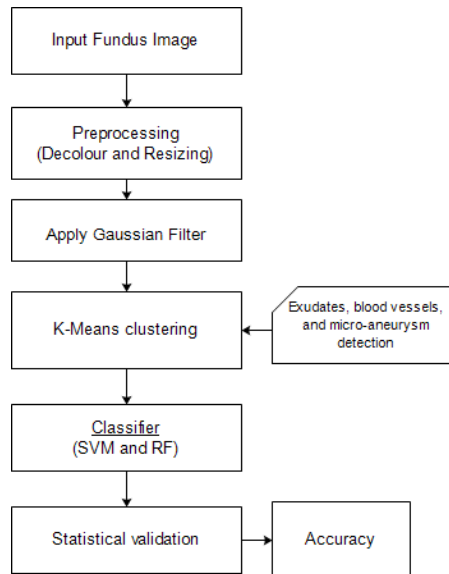 Input Fundus Image
Preprocessing
(Decolour and Resizing)
Apply Gaussian Filter
K-Means clustering
Exudates, blood vessels,
and micro-aneurysm
detection
Classifier
(SVM and RF)
Statistical validation
Accuracy